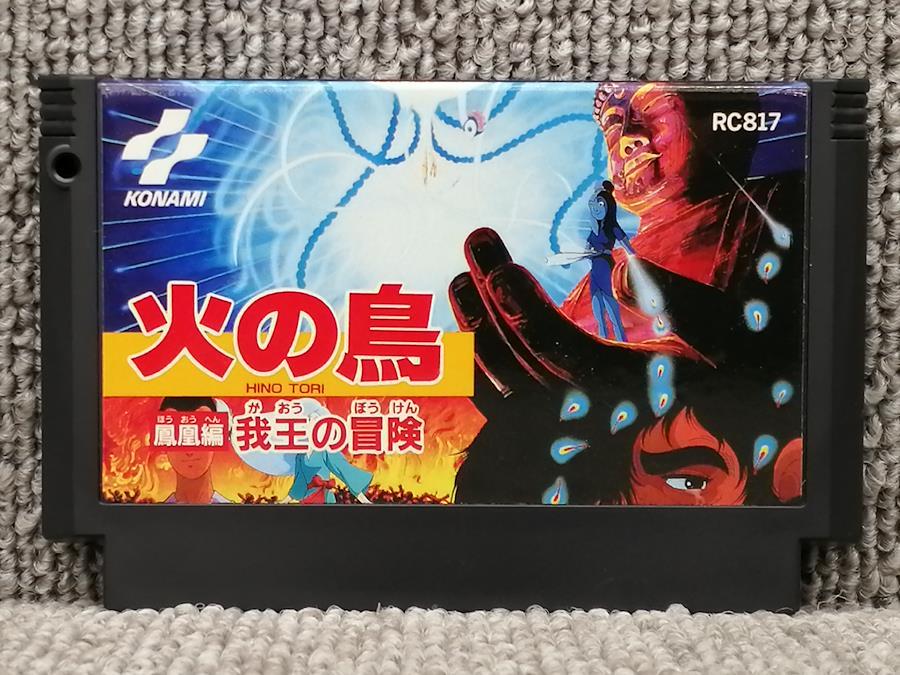 RC817
KONAMI
火の鳥
HINO TORI
ほう おう へん が おう ぼう けん
鳳凰編 我王の冒険